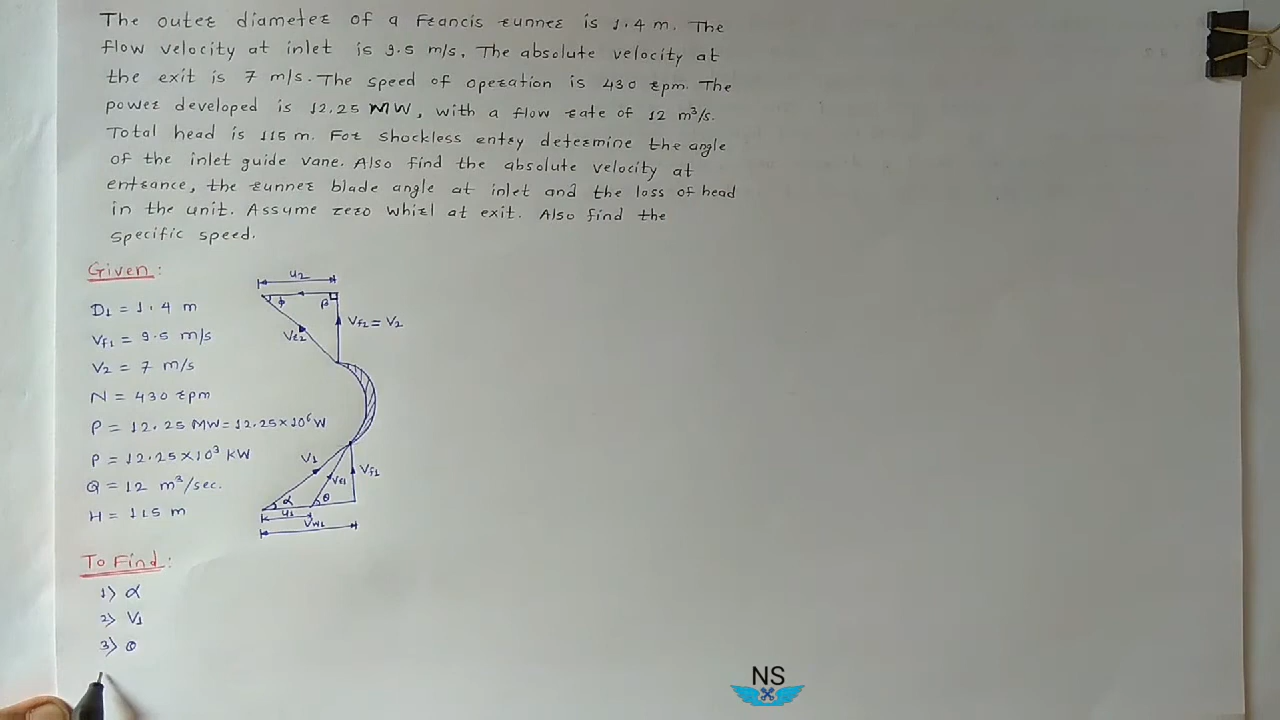 The outer diameter of a Francis runner is 1.4 m. The
flow velocity at inlet is 9.5 m/s. The absolute velocity at
the exit is 7 m/s. The speed of operation is 430 rpm. The
power developed is 12.25 MW, with a flow rate of 12 m³/s.
Total head is 115 m. For shockless entry determine the angle
of the inlet guide vane. Also find the absolute velocity at
entrance, the runner blade angle at inlet and the loss of head
in the unit. Assume zero whirl at exit. Also find the
specific speed.
Given:
D1 = 1.4 m
Vf1 = 9.5 m/s
V2 = 7 m/s
N = 430 rpm
P = 12.25 MW = 12.25×10⁶ W
P = 12.25×10³ KW
Q = 12 m³/sec.
H = 115 m
u2
ϕ
β
Vf2 = V2
Vr2
V1
Vr1
Vf1
α
θ
u1
Vw1
To Find:
1) α
2) V1
3) θ
NS